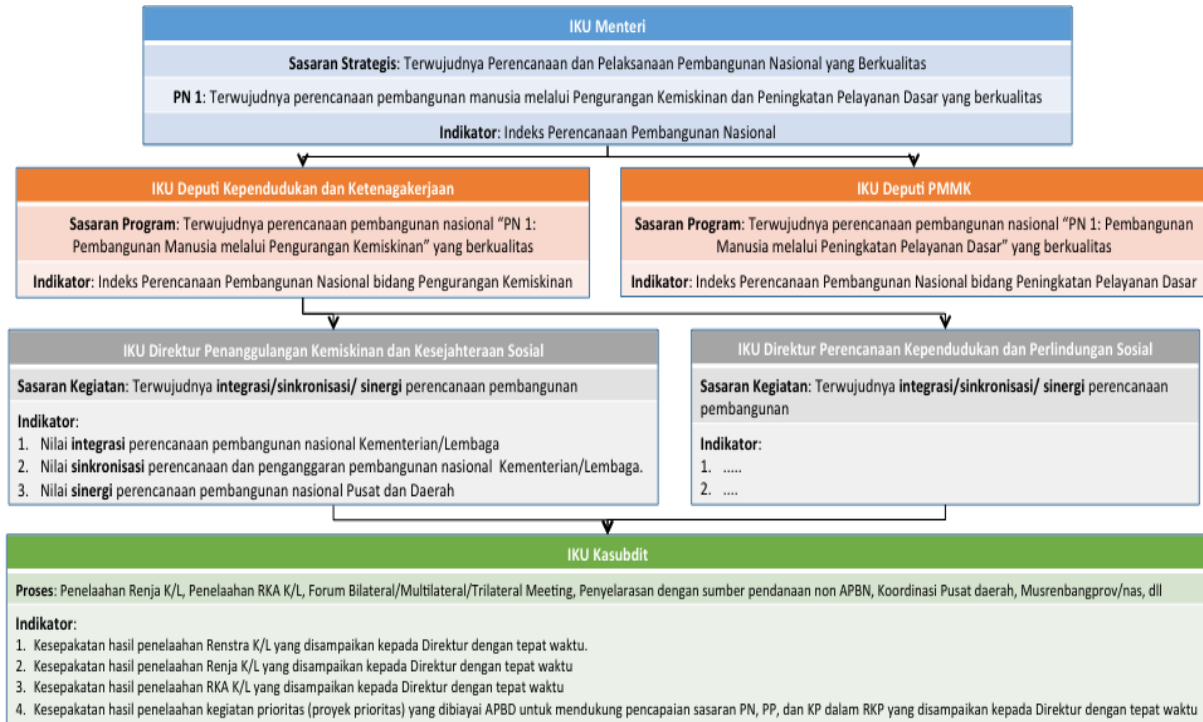 IKU Menteri
Sasaran Strategis: Terwujudnya Perencanaan dan Pelaksanaan Pembangunan Nasional yang Berkualitas
PN 1: Terwujudnya perencanaan pembangunan manusia melalui Pengurangan Kemiskinan dan Peningkatan Pelayanan Dasar yang berkualitas
Indikator: Indeks Perencanaan Pembangunan Nasional
IKU Deputi Kependudukan dan Ketenagakerjaan
Sasaran Program: Terwujudnya perencanaan pembangunan nasional “PN 1:
Pembangunan Manusia melalui Pengurangan Kemiskinan” yang berkualitas
Indikator: Indeks Perencanaan Pembangunan Nasional bidang Pengurangan Kemiskinan
IKU Deputi PMMK
Sasaran Program: Terwujudnya perencanaan pembangunan nasional “PN 1: Pembangunan
Manusia melalui Peningkatan Pelayanan Dasar” yang berkualitas
Indikator: Indeks Perencanaan Pembangunan Nasional bidang Peningkatan Pelayanan Dasar
IKU Direktur Penanggulangan Kemiskinan dan Kesejahteraan Sosial
Sasaran Kegiatan: Terwujudnya integrasi/sinkronisasi/ sinergi perencanaan pembangunan
Indikator:
1. Nilai integrasi perencanaan pembangunan nasional Kementerian/Lembaga
2. Nilai sinkronisasi perencanaan dan penganggaran pembangunan nasional Kementerian/Lembaga.
3. Nilai sinergi perencanaan pembangunan nasional Pusat dan Daerah
IKU Direktur Perencanaan Kependudukan dan Perlindungan Sosial
Sasaran Kegiatan: Terwujudnya integrasi/sinkronisasi/ sinergi perencanaan
pembangunan
Indikator:
1. .....
2. ....
IKU Kasubdit
Proses: Penelaahan Renja K/L, Penelaahan RKA K/L, Forum Bilateral/Multilateral/Trilateral Meeting, Penyelarasan dengan sumber pendanaan non APBN, Koordinasi Pusat daerah, Musrenbangprov/nas, dll
Indikator:
1. Kesepakatan hasil penelaahan Renstra K/L yang disampaikan kepada Direktur dengan tepat waktu.
2. Kesepakatan hasil penelaahan Renja K/L yang disampaikan kepada Direktur dengan tepat waktu
3. Kesepakatan hasil penelaahan RKA K/L yang disampaikan kepada Direktur dengan tepat waktu
4. Kesepakatan hasil penelaahan kegiatan prioritas (proyek prioritas) yang dibiayai APBD untuk mendukung pencapaian sasaran PN, PP, dan KP dalam RKP yang disampaikan kepada Direktur dengan tepat waktu